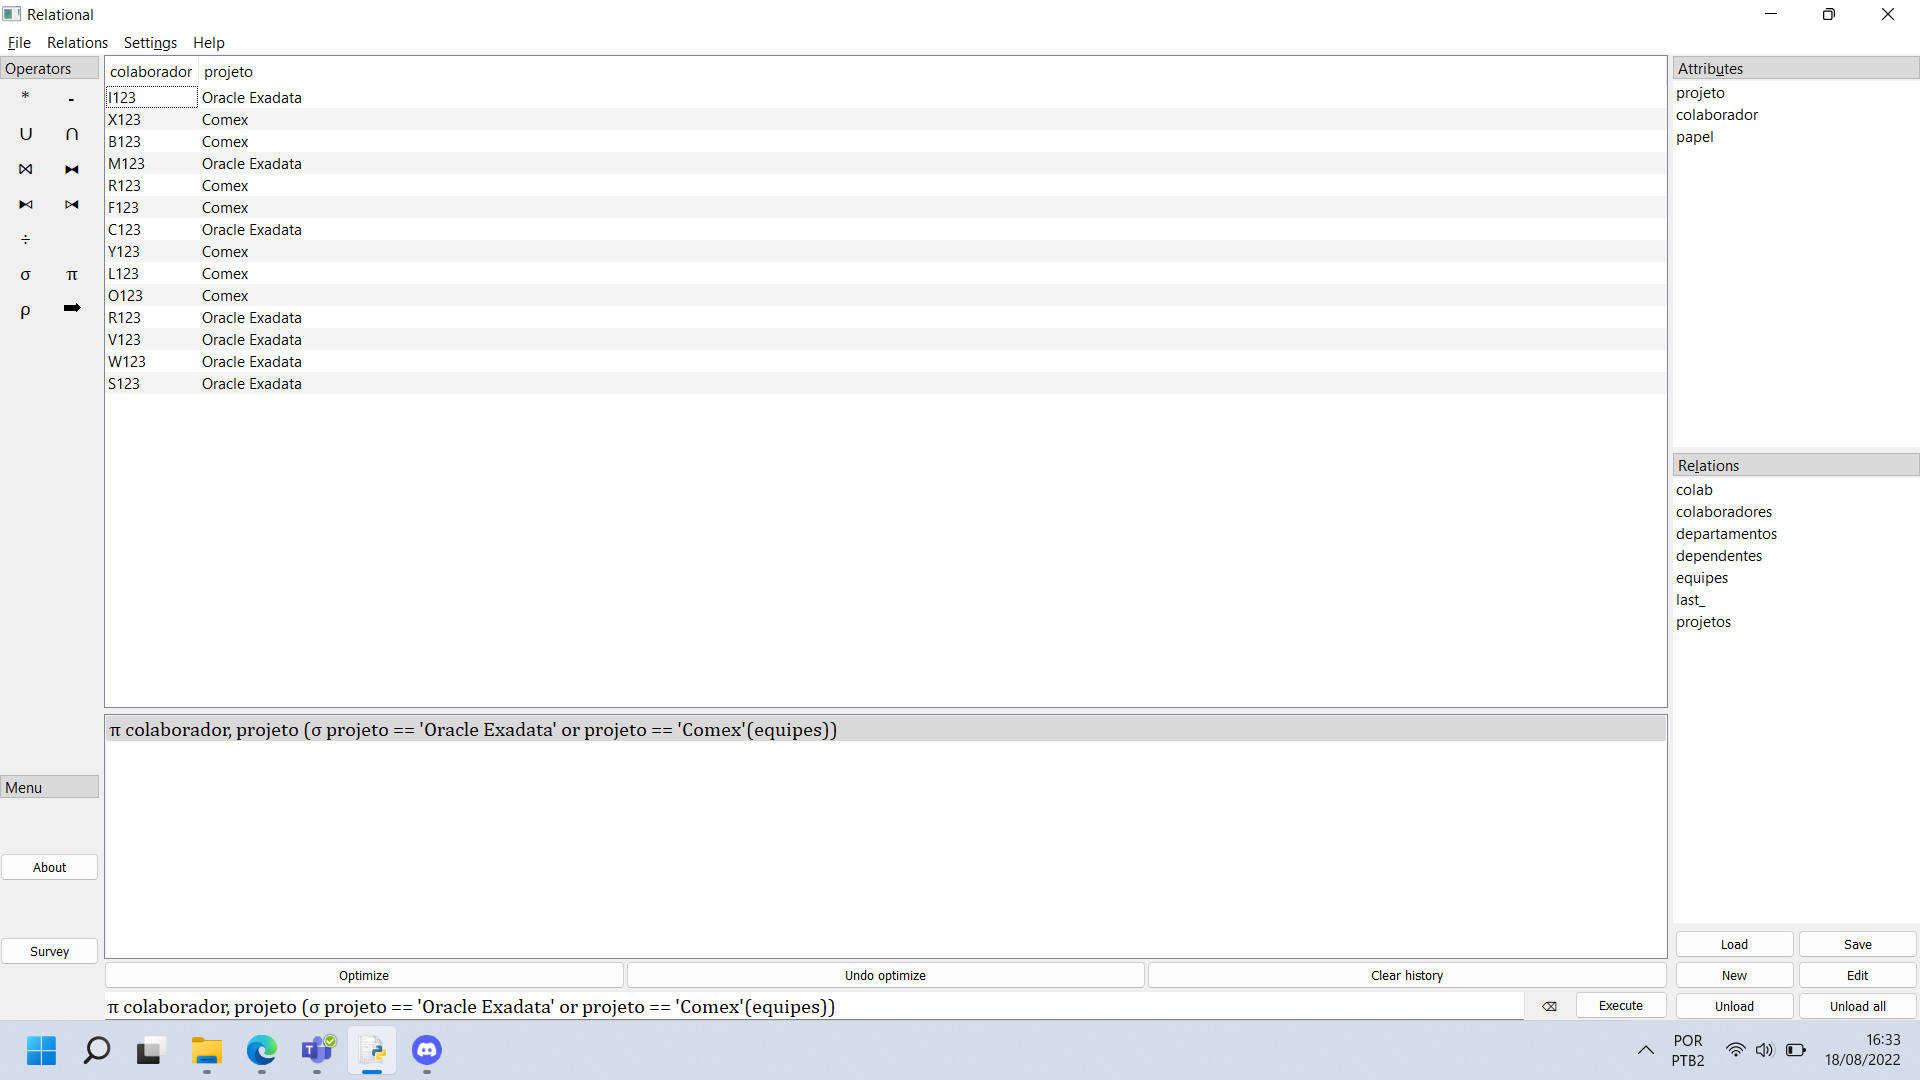 Relational
File Relations Settings Help
Operators
* -
∪ ∩
⋈ ⧓
⧑ ⧒
÷
σ π
ρ ➡
Menu
About
Survey
colaborador projeto
I123 Oracle Exadata
X123 Comex
B123 Comex
M123 Oracle Exadata
R123 Comex
F123 Comex
C123 Oracle Exadata
Y123 Comex
L123 Comex
O123 Comex
R123 Oracle Exadata
V123 Oracle Exadata
W123 Oracle Exadata
S123 Oracle Exadata
π colaborador, projeto (σ projeto == 'Oracle Exadata' or projeto == 'Comex'(equipes))
Optimize Undo optimize Clear history
π colaborador, projeto (σ projeto == 'Oracle Exadata' or projeto == 'Comex'(equipes))
Execute
Attributes
projeto
colaborador
papel
Relations
colab
colaboradores
departamentos
dependentes
equipes
last_
projetos
Load Save
New Edit
Unload Unload all
POR
PTB2
16:33
18/08/2022